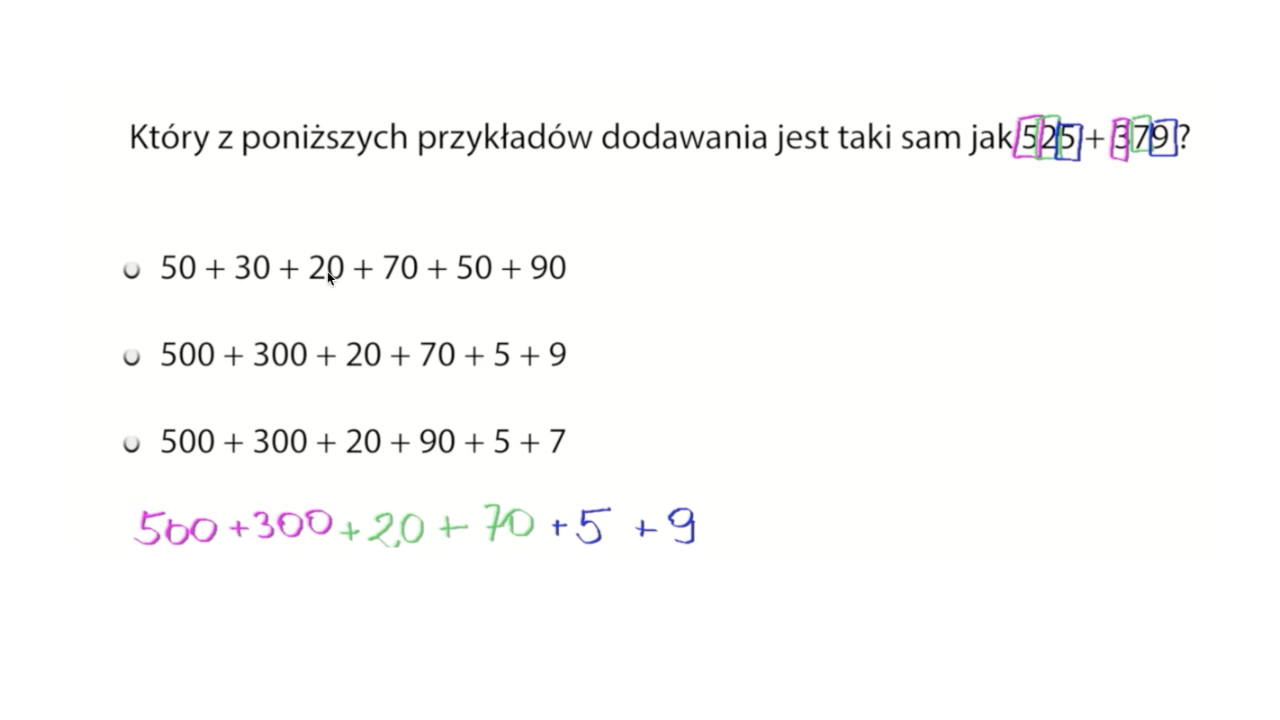 Który z poniższych przykładów dodawania jest taki sam jak 525 + 379?
50 + 30 + 20 + 70 + 50 + 90
500 + 300 + 20 + 70 + 5 + 9
500 + 300 + 20 + 90 + 5 + 7
500 + 300 + 20 + 70 + 5 + 9